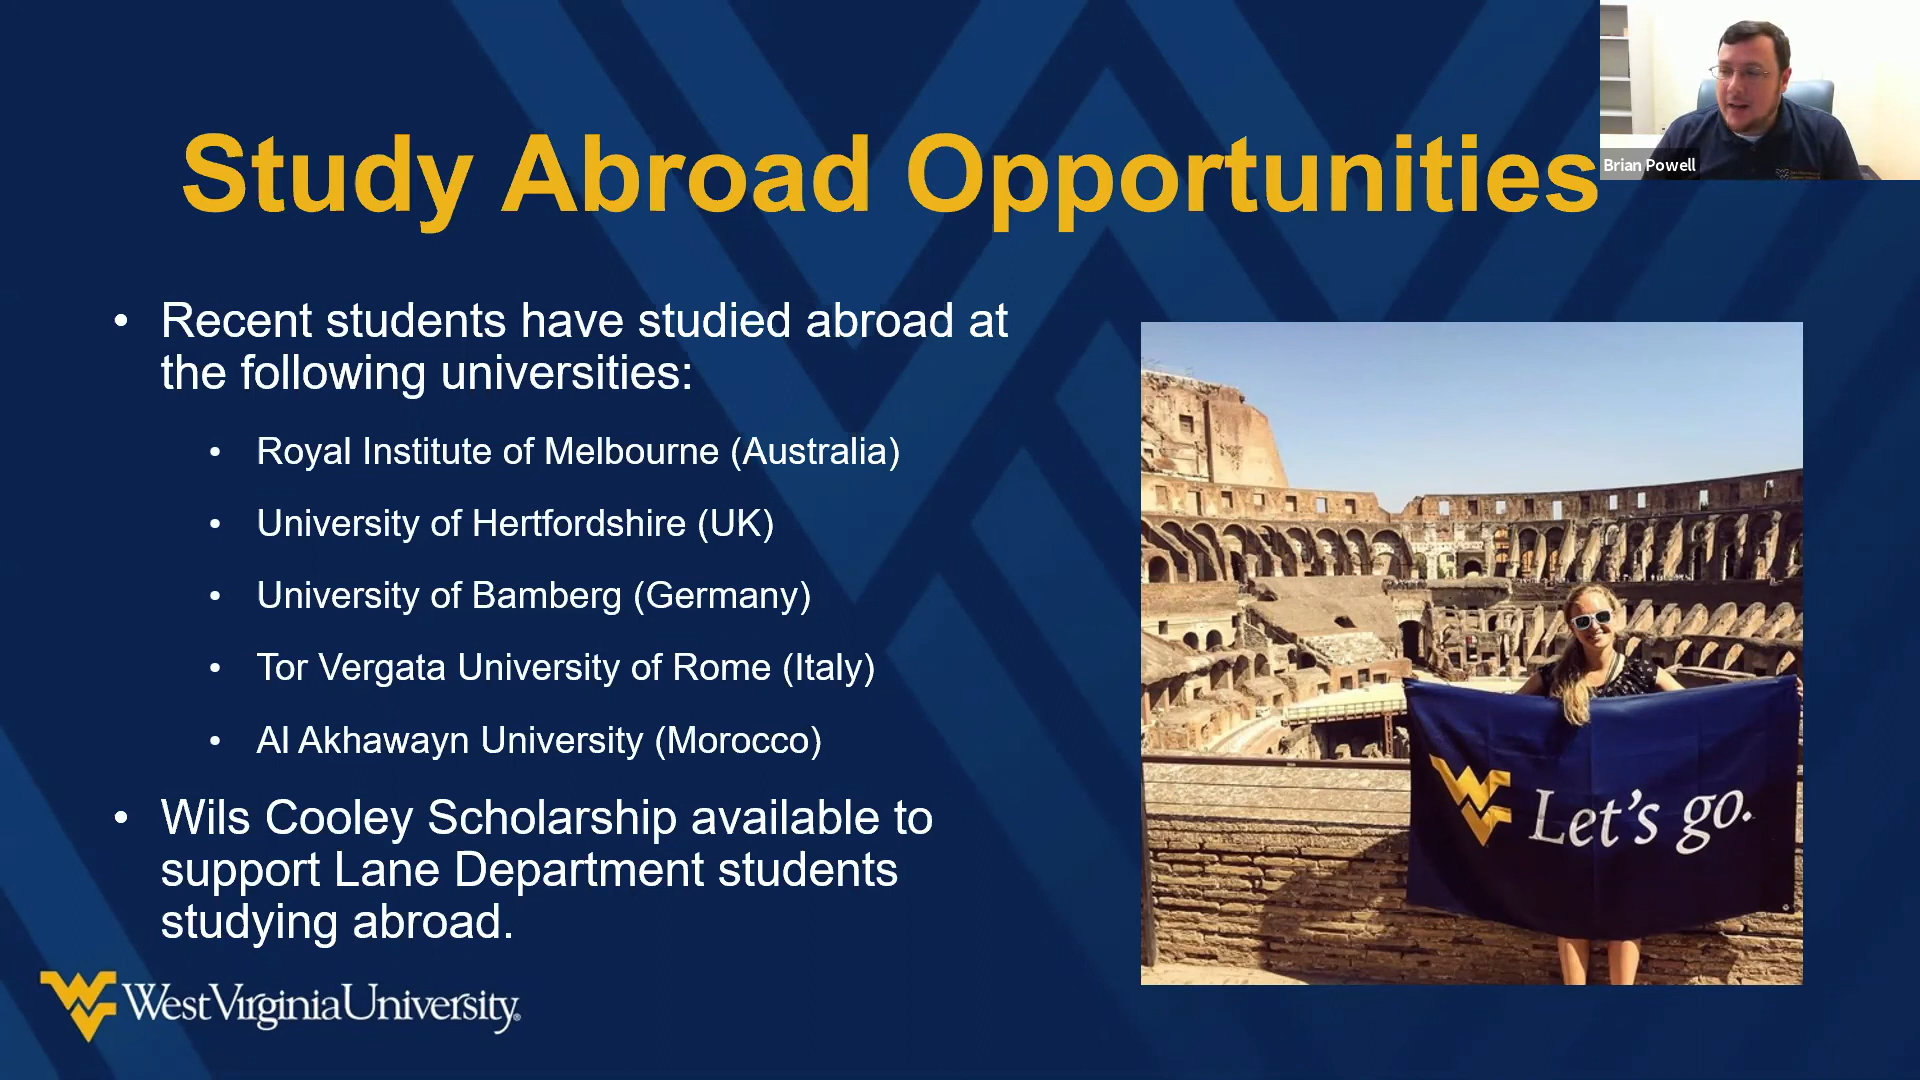 Study Abroad Opportunities
Brian Powell
• Recent students have studied abroad at
the following universities:
• Royal Institute of Melbourne (Australia)
• University of Hertfordshire (UK)
• University of Bamberg (Germany)
• Tor Vergata University of Rome (Italy)
• Al Akhawayn University (Morocco)
• Wils Cooley Scholarship available to
support Lane Department students
studying abroad.
Let's go.
WestVirginiaUniversity®